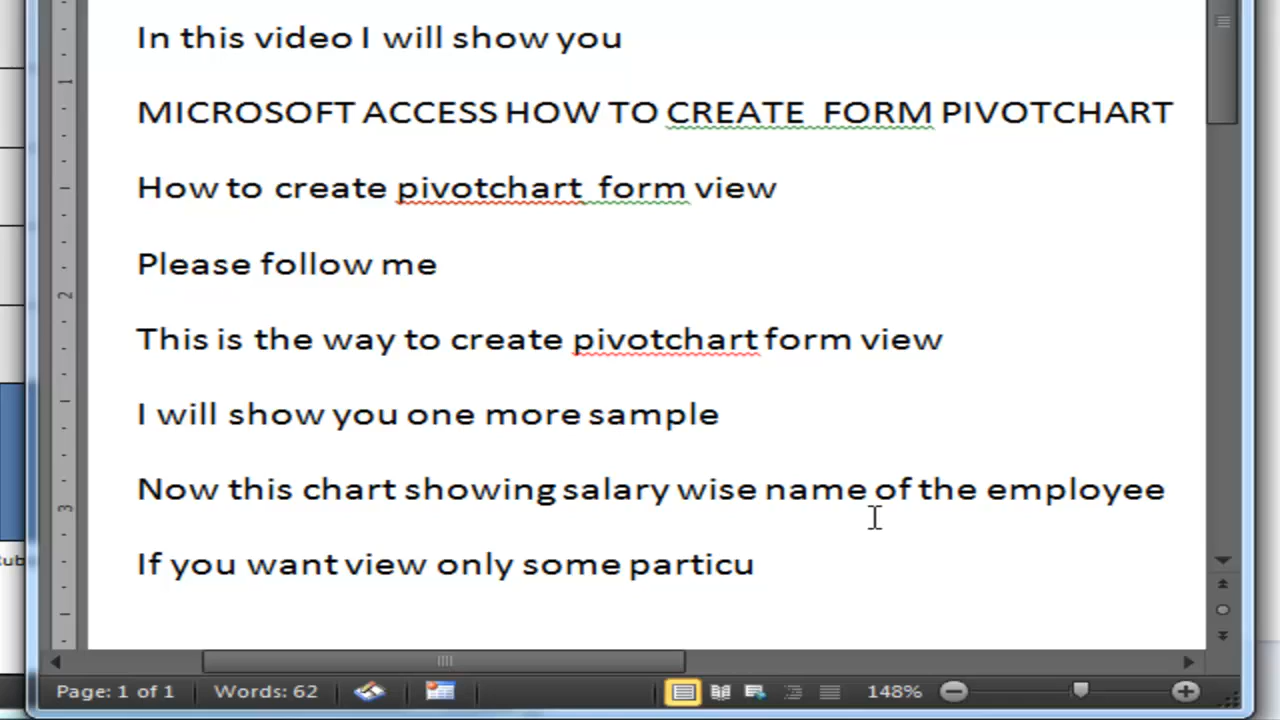 In this video I will show you
MICROSOFT ACCESS HOW TO CREATE  FORM PIVOTCHART
How to create pivotchart  form view
Please follow me
This is the way to create pivotchart form view
I will show you one more sample
Now this chart showing salary wise name of the employee
If you want view only some particu
1
2
3
Page: 1 of 1
Words: 62
148%